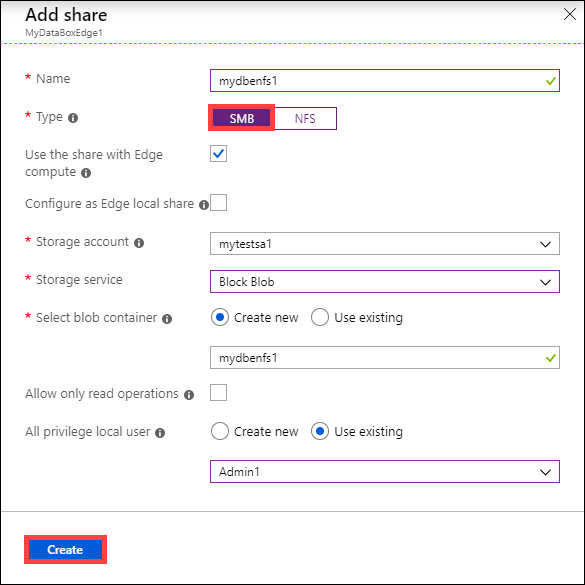 Add share
MyDataBoxEdge1
* Name
mydbenfs1
* Type
SMB
NFS
Use the share with Edge
compute
Configure as Edge local share
* Storage account
mytestsa1
* Storage service
Block Blob
* Select blob container
Create new
Use existing
mydbenfs1
Allow only read operations
All privilege local user
Create new
Use existing
Admin1
Create